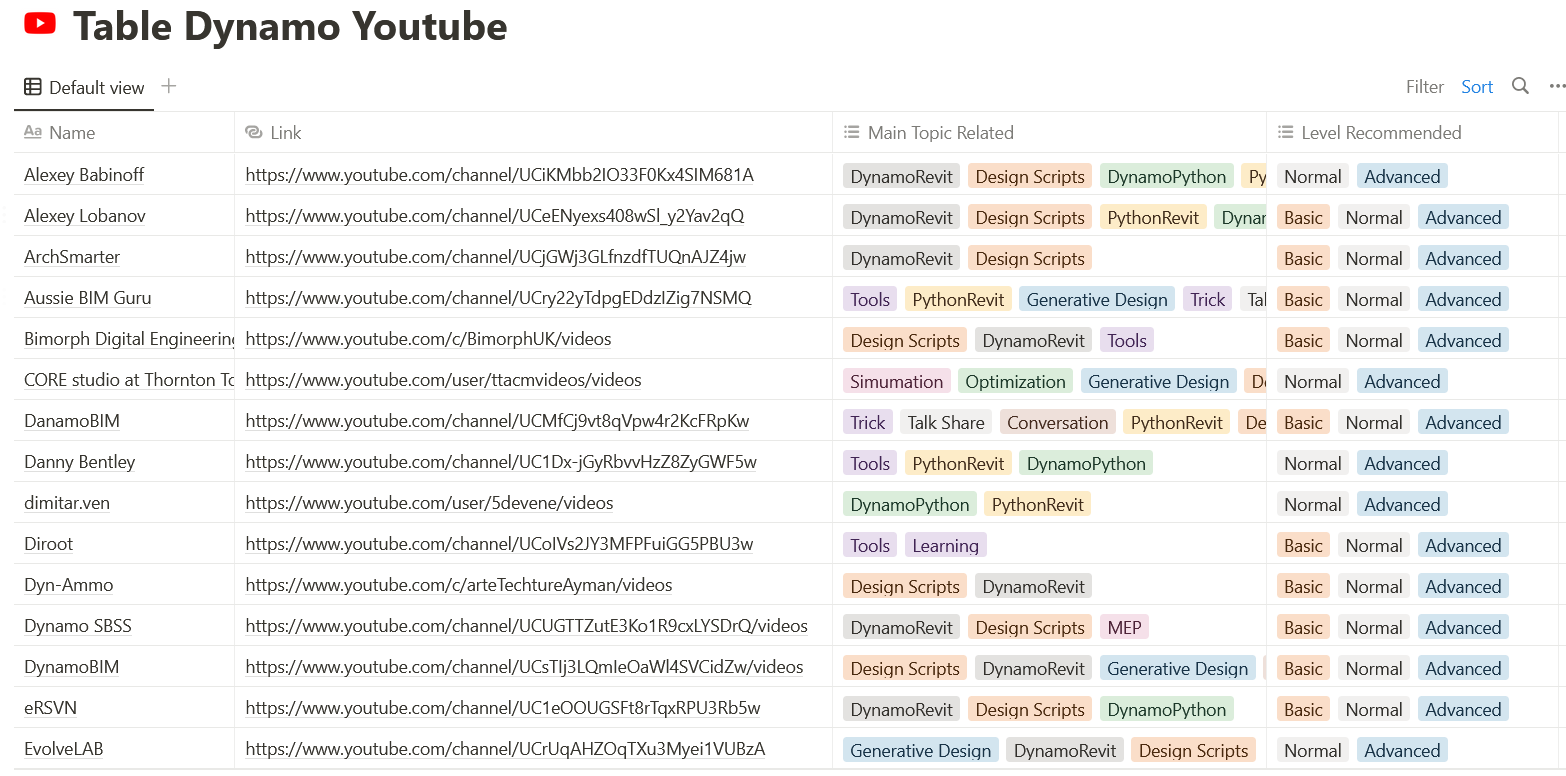 Table Dynamo Youtube
Default view
Filter Sort
Aa Name Link Main Topic Related Level Recommended
Alexey Babinoff https://www.youtube.com/channel/UCiKMbb2IO33F0Kx4SIM681A DynamoRevit Design Scripts DynamoPython Py Normal Advanced
Alexey Lobanov https://www.youtube.com/channel/UCeENyexs408wSl_y2Yav2qQ DynamoRevit Design Scripts PythonRevit Dynar Basic Normal Advanced
ArchSmarter https://www.youtube.com/channel/UCjGWj3GLfnzdfTUQnAJZ4jw DynamoRevit Design Scripts Basic Normal Advanced
Aussie BIM Guru https://www.youtube.com/channel/UCry22yTdpgEDdzIZig7NSMQ Tools PythonRevit Generative Design Trick Tal Basic Normal Advanced
Bimorph Digital Engineering https://www.youtube.com/c/BimorphUK/videos Design Scripts DynamoRevit Tools Basic Normal Advanced
CORE studio at Thornton To https://www.youtube.com/user/ttacmvideos/videos Simumation Optimization Generative Design De Normal Advanced
DanamoBIM https://www.youtube.com/channel/UCMfCj9vt8qVpw4r2KcFRpKw Trick Talk Share Conversation PythonRevit De Basic Normal Advanced
Danny Bentley https://www.youtube.com/channel/UC1Dx-jGyRbvvHzZ8ZyGWF5w Tools PythonRevit DynamoPython Normal Advanced
dimitar.ven https://www.youtube.com/user/5devene/videos DynamoPython PythonRevit Normal Advanced
Diroot https://www.youtube.com/channel/UCoIVs2JY3MFPFuiGG5PBU3w Tools Learning Basic Normal Advanced
Dyn-Ammo https://www.youtube.com/c/arteTechtureAyman/videos Design Scripts DynamoRevit Basic Normal Advanced
Dynamo SBSS https://www.youtube.com/channel/UCUGTTZutE3Ko1R9cxLYSDrQ/videos DynamoRevit Design Scripts MEP Basic Normal Advanced
DynamoBIM https://www.youtube.com/channel/UCsTIj3LQmIeOaWl4SVCidZw/videos Design Scripts DynamoRevit Generative Design Basic Normal Advanced
eRSVN https://www.youtube.com/channel/UC1eOOUGSFt8rTqxRPU3Rb5w DynamoRevit Design Scripts DynamoPython Basic Normal Advanced
EvolveLAB https://www.youtube.com/channel/UCrUqAHZOqTXu3Myei1VUBzA Generative Design DynamoRevit Design Scripts Normal Advanced